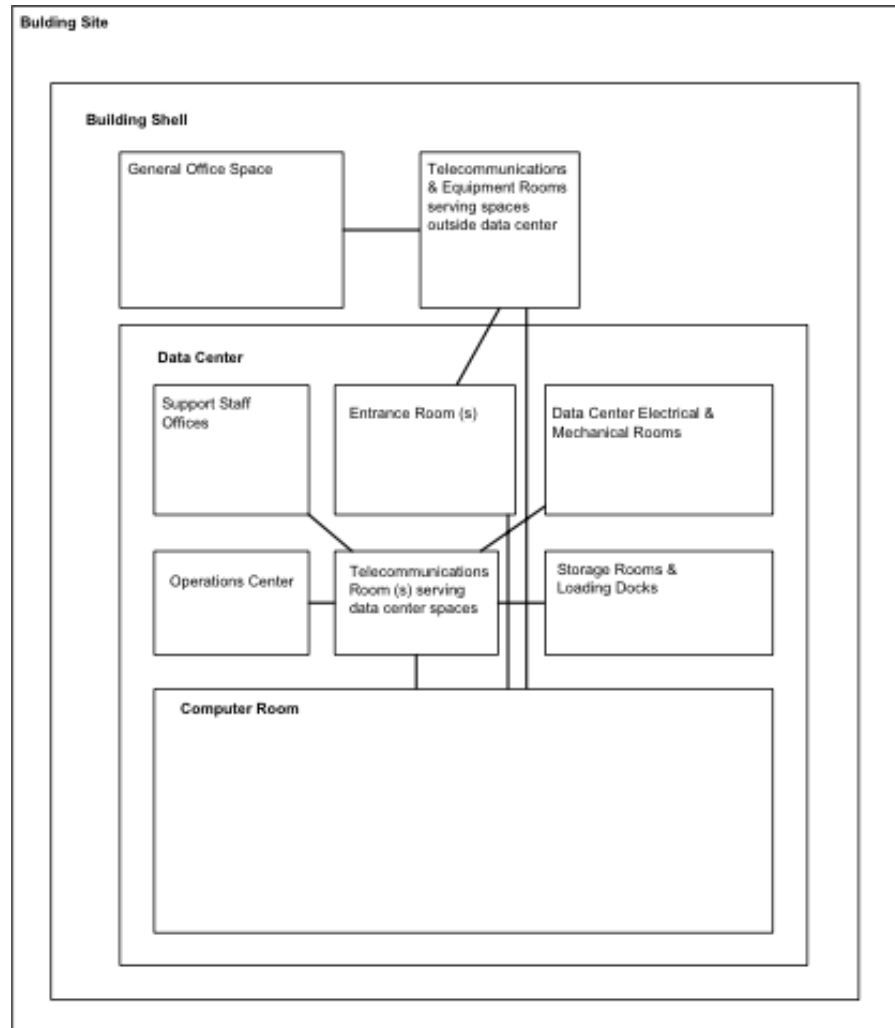 Bulding Site
Building Shell
General Office Space
Telecommunications
& Equipment Rooms
serving spaces
outside data center
Data Center
Support Staff
Offices
Entrance Room (s)
Data Center Electrical &
Mechanical Rooms
Operations Center
Telecommunications
Room (s) serving
data center spaces
Storage Rooms &
Loading Docks
Computer Room